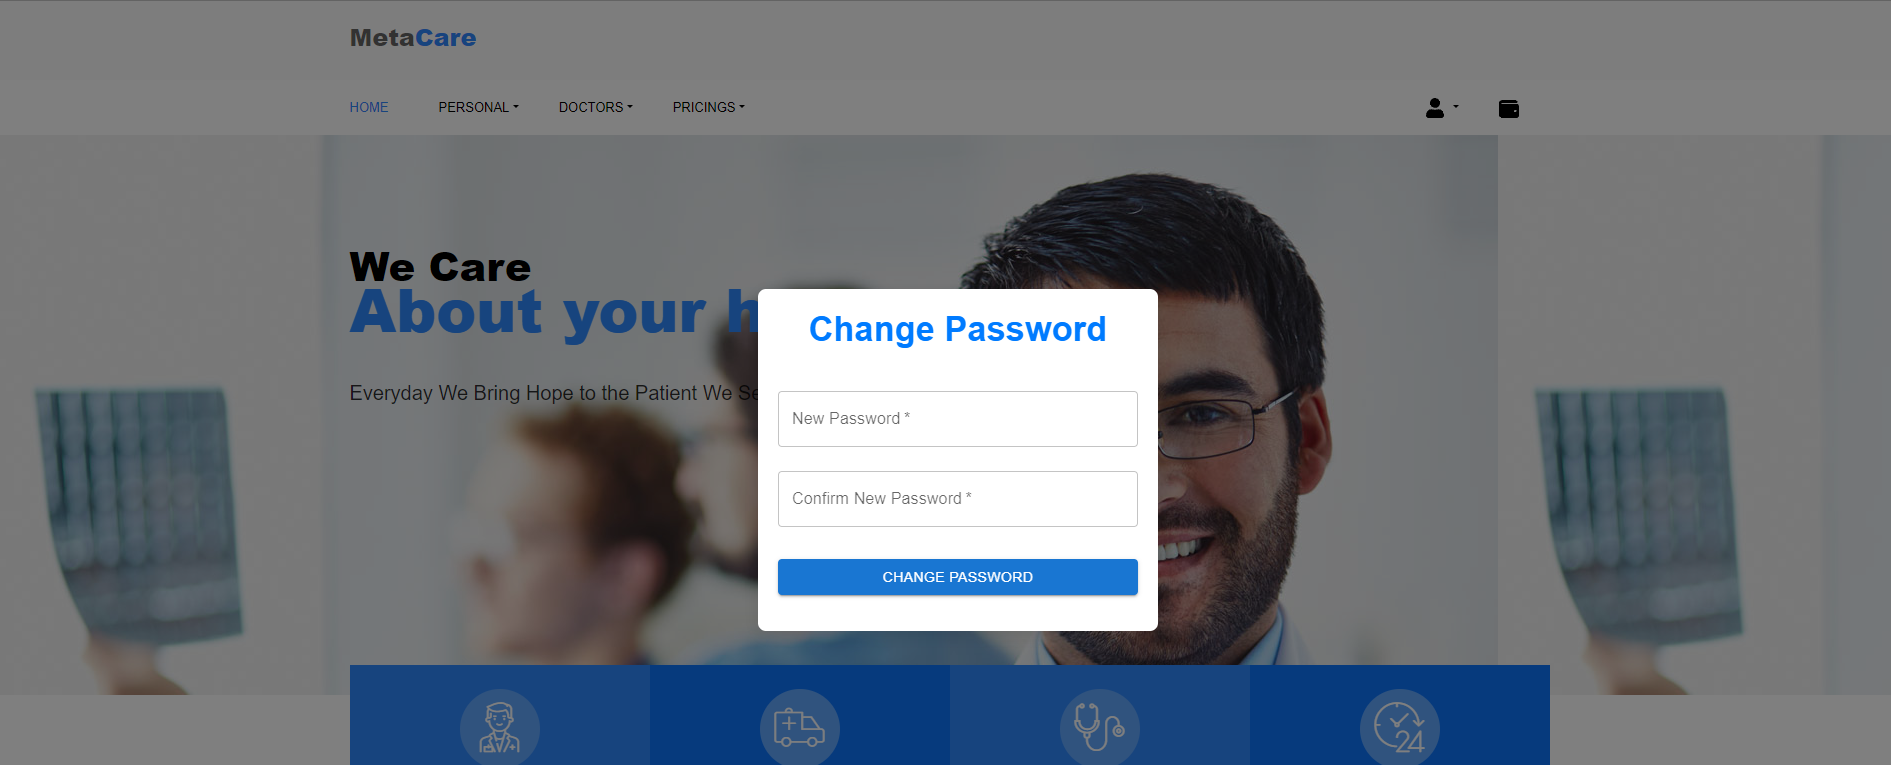 MetaCare
HOME PERSONAL DOCTORS PRICINGS
We Care
About your h
Everyday We Bring Hope to the Patient We Se
Change Password
New Password *
Confirm New Password *
CHANGE PASSWORD
24